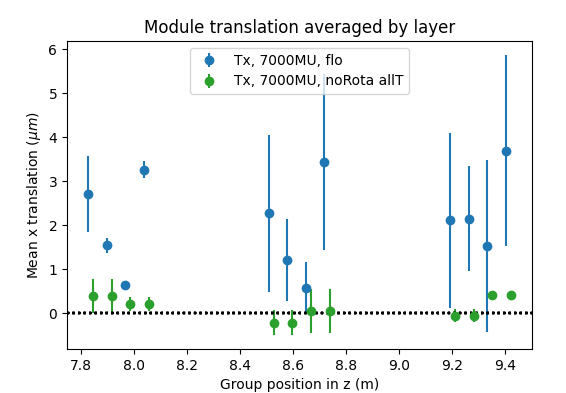 Module translation averaged by layer
Tx, 7000MU, flo
Tx, 7000MU, noRota allT
Mean x translation (μm)
6
5
4
3
2
1
0
7.8 8.0 8.2 8.4 8.6 8.8 9.0 9.2 9.4
Group position in z (m)